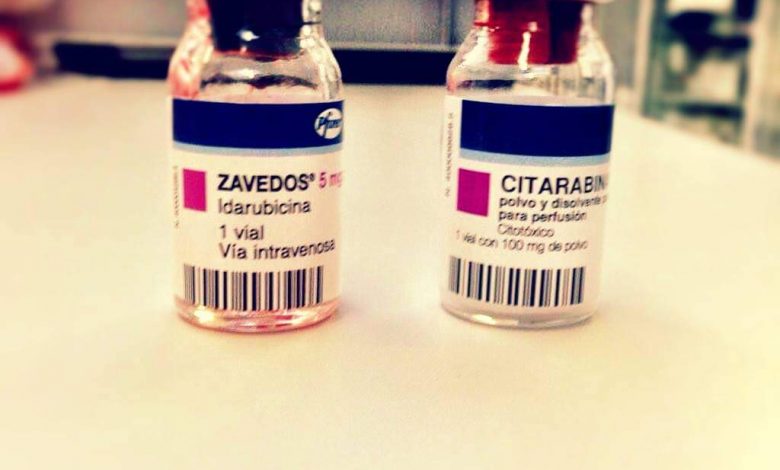 Pfizer
ZAVEDOS® 5 mg
Idarubicina
1 vial
Vía intravenosa
CITARABIN
polvo y disolvente
para perfusión
Citotóxico
1 vial con 100 mg de polvo